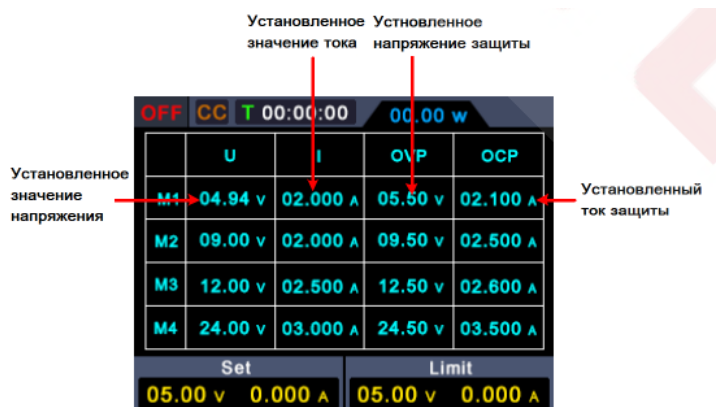 Установленное
значение тока
Устновленное
напряжение защиты
OFF CC T 00:00:00 00.00 W
U I OVP OCP
Установленное
значение
напряжения
M1 04.94 V 02.000 A 05.50 V 02.100 A
Установленный
ток защиты
M2 09.00 V 02.000 A 09.50 V 02.500 A
M3 12.00 V 02.500 A 12.50 V 02.600 A
M4 24.00 V 03.000 A 24.50 V 03.500 A
Set Limit
05.00 V 0.000 A 05.00 V 0.000 A